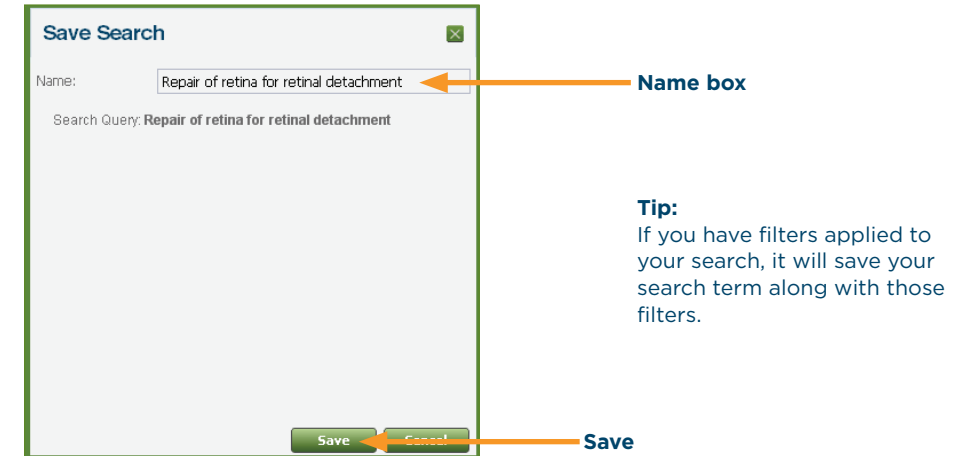 Save Search
Name: Repair of retina for retinal detachment
Name box
Search Query: Repair of retina for retinal detachment
Tip:
If you have filters applied to
your search, it will save your
search term along with those
filters.
Save Cancel
Save